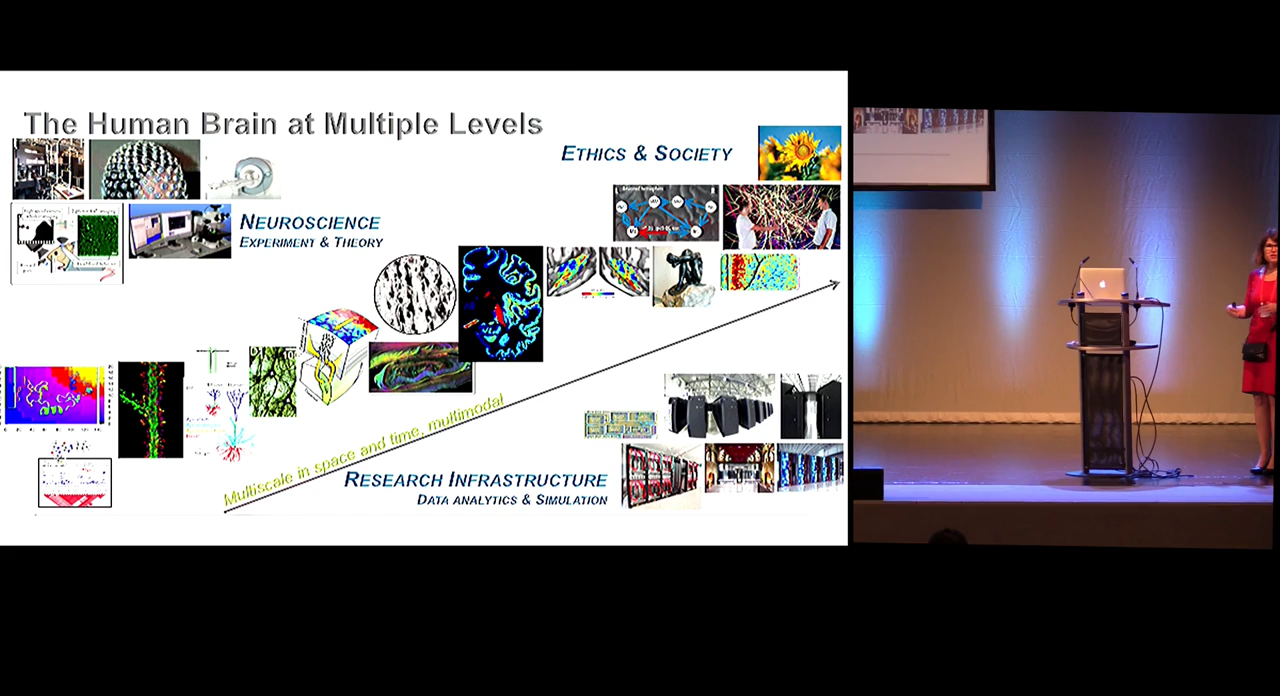 The Human Brain at Multiple Levels
ETHICS & SOCIETY
NEUROSCIENCE
EXPERIMENT & THEORY
Multiscale in space and time, multimodal
RESEARCH INFRASTRUCTURE
DATA ANALYTICS & SIMULATION